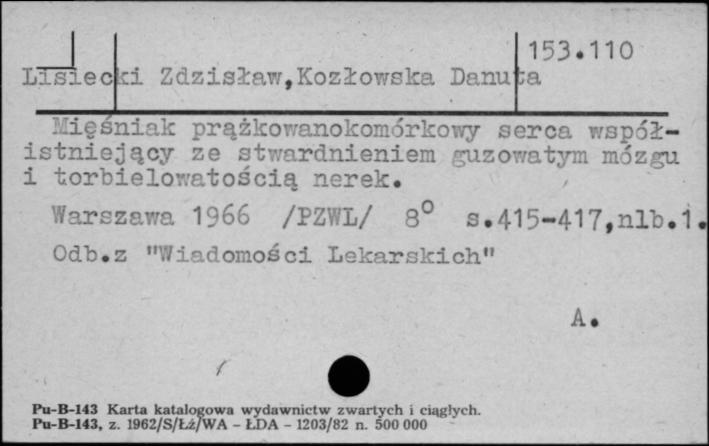 153.110
Lisiecki Zdzisław,Kozłowska Danuta
Mięśniak prążkowanokomórkowy serca współ-
istniejący ze stwardnieniem guzowatym mózgu
i torbielowatością nerek.
Warszawa 1966 /PZWL/ 8° s.415-417,nlb.1.
Odb.z "Wiadomości Lekarskich"
A.
Pu-B-143 Karta katalogowa wydawnictw zwartych i ciągłych.
Pu-B-143, z. 1962/S/Łź/WA - ŁDA - 1203/82 n. 500 000